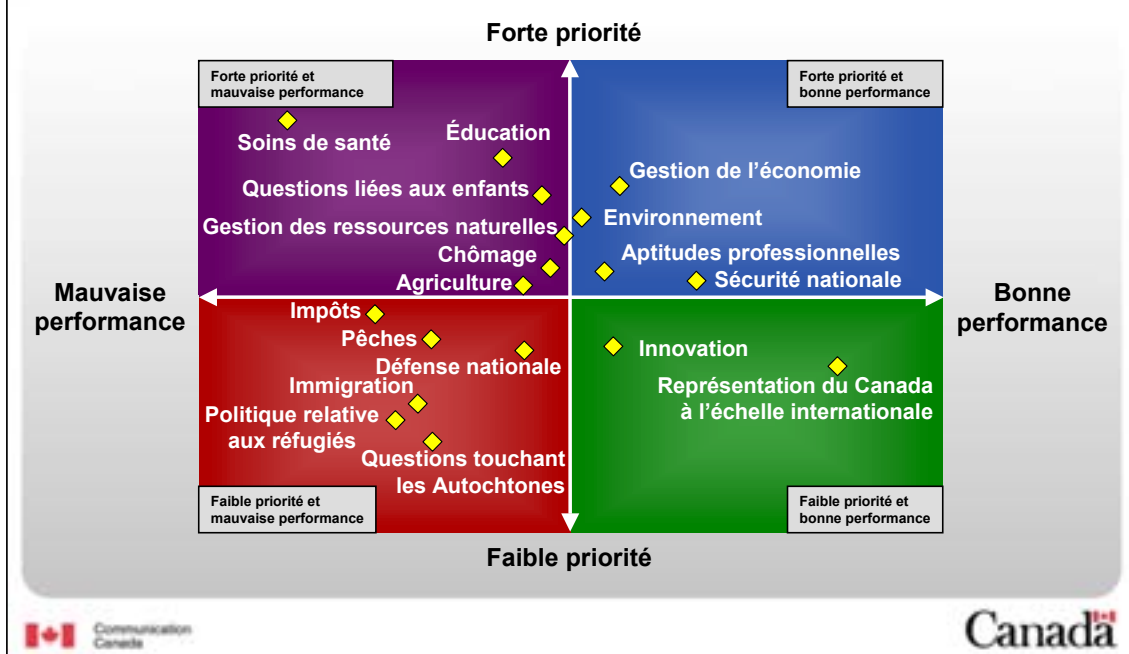 Forte priorité
Forte priorité et
mauvaise performance
Forte priorité et
bonne performance
Soins de santé
Éducation
Gestion de l’économie
Questions liées aux enfants
Environnement
Gestion des ressources naturelles
Chômage
Aptitudes professionnelles
Agriculture
Sécurité nationale
Mauvaise
performance
Bonne
performance
Impôts
Pêches
Défense nationale
Innovation
Immigration
Représentation du Canada
à l’échelle internationale
Politique relative
aux réfugiés
Questions touchant
les Autochtones
Faible priorité et
mauvaise performance
Faible priorité et
bonne performance
Faible priorité
Communication
Canada
Canada